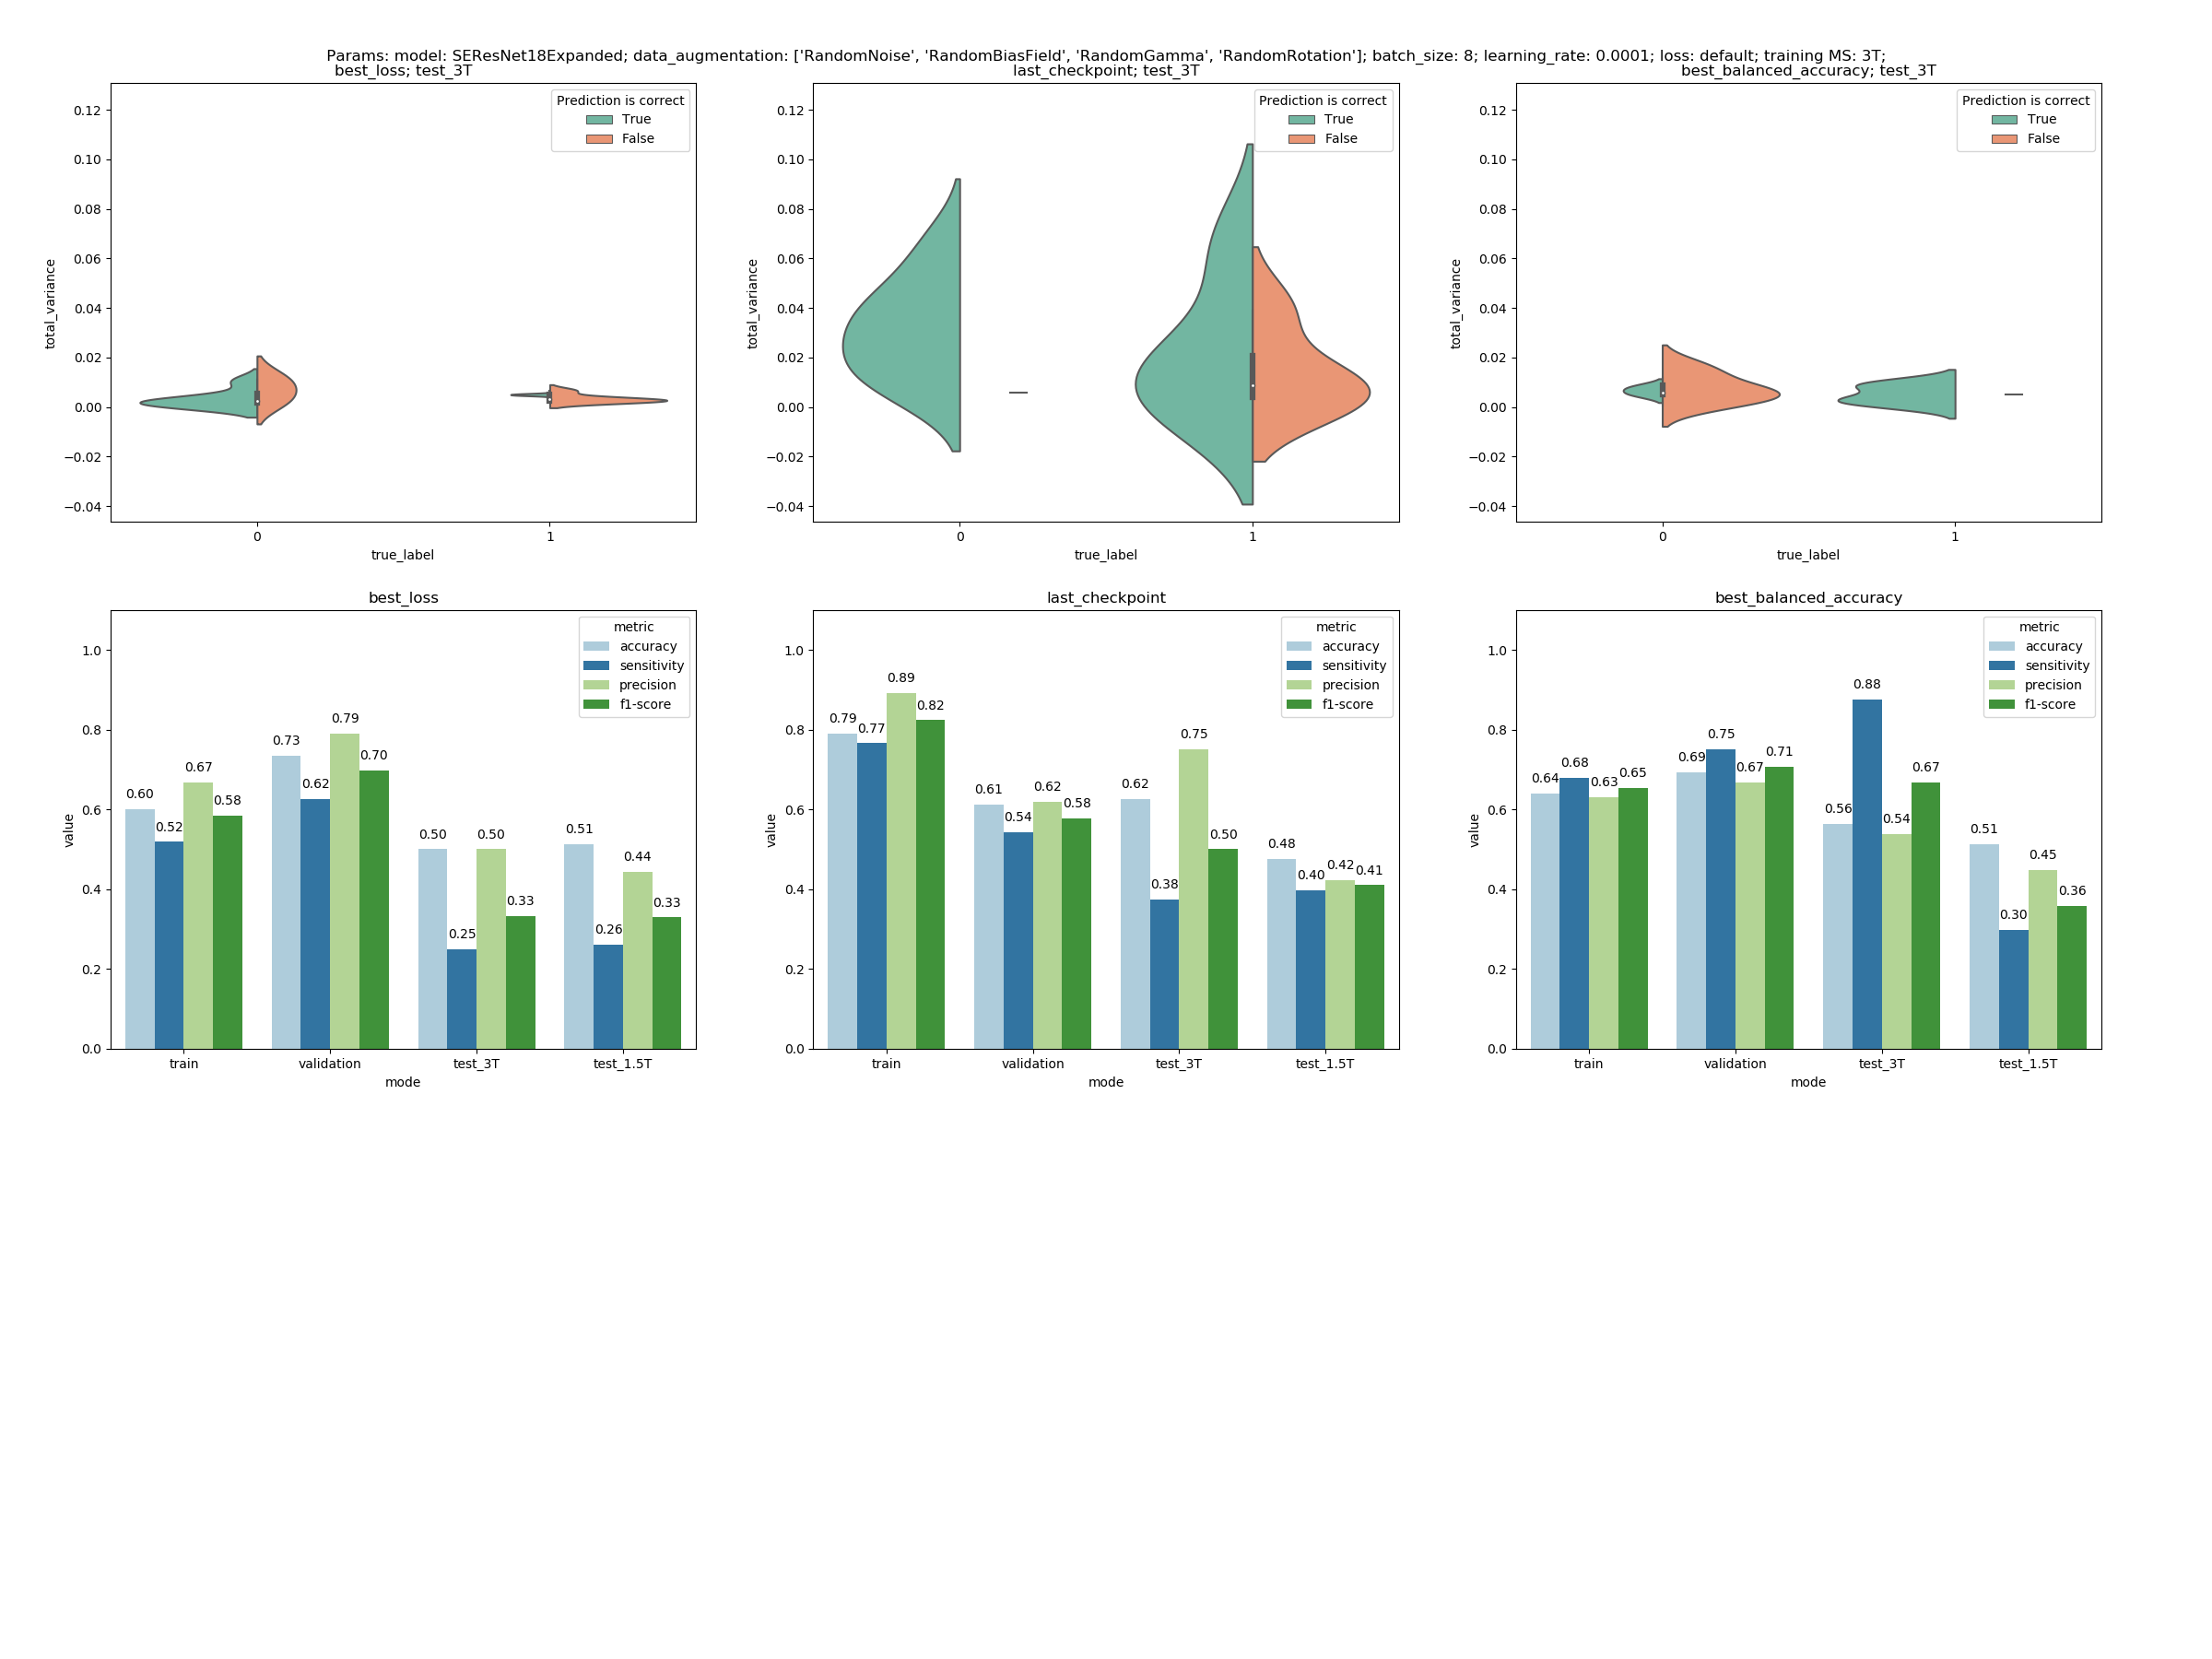 Params: model: SEResNet18Expanded; data_augmentation: ['RandomNoise', 'RandomBiasField', 'RandomGamma', 'RandomRotation']; batch_size: 8; learning_rate: 0.0001; loss: default; training MS: 3T;
best_loss; test_3T
Prediction is correct
True
False
total_variance
0.12
0.10
0.08
0.06
0.04
0.02
0.00
−0.02
−0.04
0 1
true_label
last_checkpoint; test_3T
Prediction is correct
True
False
total_variance
0.12
0.10
0.08
0.06
0.04
0.02
0.00
−0.02
−0.04
0 1
true_label
best_balanced_accuracy; test_3T
Prediction is correct
True
False
total_variance
0.12
0.10
0.08
0.06
0.04
0.02
0.00
−0.02
−0.04
0 1
true_label
best_loss
metric
accuracy
sensitivity
precision
f1-score
value
1.0
0.8
0.6
0.4
0.2
0.0
0.60 0.52 0.67 0.58
0.73 0.62 0.79 0.70
0.50 0.25 0.50 0.33
0.51 0.26 0.44 0.33
train validation test_3T test_1.5T
mode
last_checkpoint
metric
accuracy
sensitivity
precision
f1-score
value
1.0
0.8
0.6
0.4
0.2
0.0
0.79 0.77 0.89 0.82
0.61 0.54 0.62 0.58
0.62 0.38 0.75 0.50
0.48 0.40 0.42 0.41
train validation test_3T test_1.5T
mode
best_balanced_accuracy
metric
accuracy
sensitivity
precision
f1-score
value
1.0
0.8
0.6
0.4
0.2
0.0
0.64 0.68 0.63 0.65
0.69 0.75 0.67 0.71
0.56 0.88 0.54 0.67
0.51 0.30 0.45 0.36
train validation test_3T test_1.5T
mode